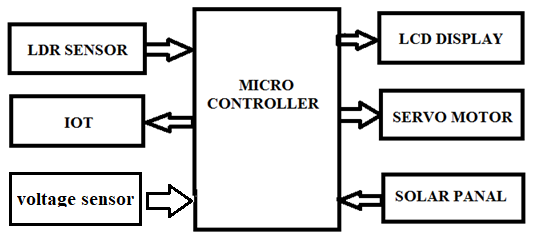 LDR SENSOR
IOT
voltage sensor
MICRO
CONTROLLER
LCD DISPLAY
SERVO MOTOR
SOLAR PANAL